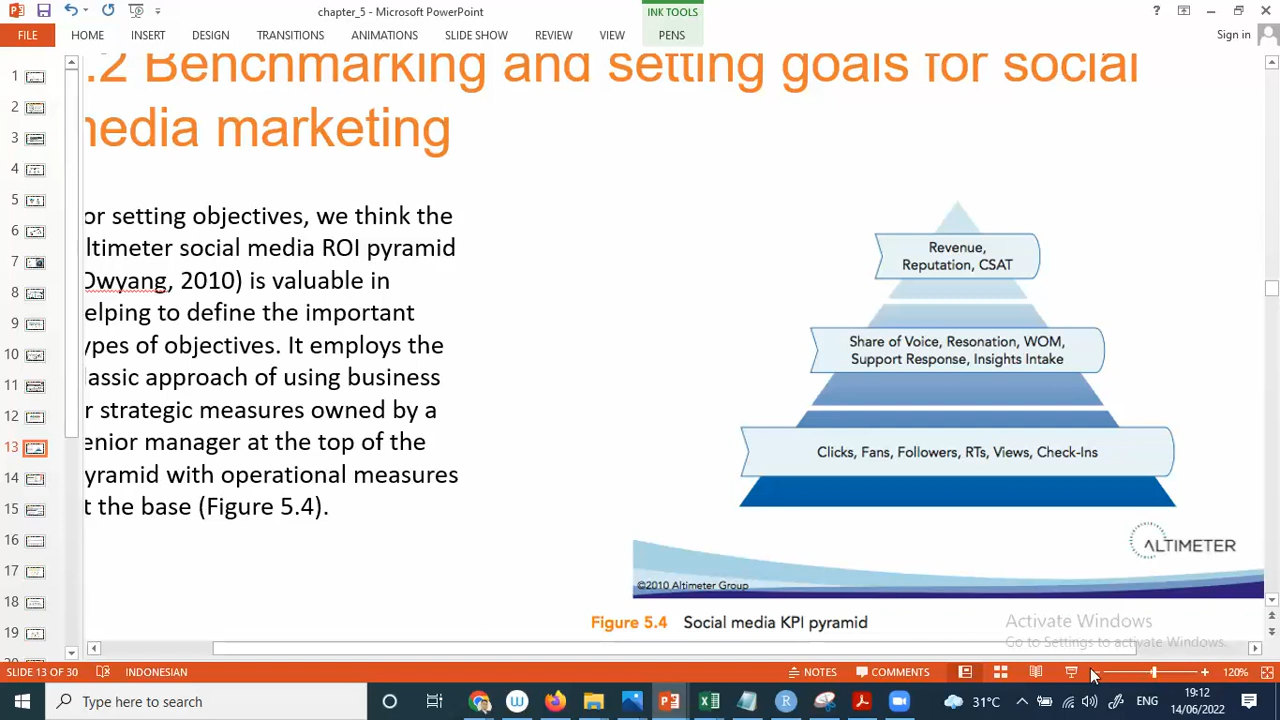 chapter_5 - Microsoft PowerPoint
INK TOOLS
?
FILE
HOME
INSERT
DESIGN
TRANSITIONS
ANIMATIONS
SLIDE SHOW
REVIEW
VIEW
PENS
Sign in
.2 Benchmarking and setting goals for social
nedia marketing
1
2
3
4
5
6
7
8
9
10
11
12
13
14
15
16
17
18
19
or setting objectives, we think the
ltimeter social media ROI pyramid
Owyang, 2010) is valuable in
elping to define the important
ypes of objectives. It employs the
lassic approach of using business
r strategic measures owned by a
enior manager at the top of the
yramid with operational measures
t the base (Figure 5.4).
Revenue,
Reputation, CSAT
Share of Voice, Resonation, WOM,
Support Response, Insights Intake
Clicks, Fans, Followers, RTs, Views, Check-Ins
ALTIMETER
©2010 Altimeter Group
Figure 5.4 Social media KPI pyramid
Activate Windows
Go to Settings to activate Windows.
SLIDE 13 OF 30
INDONESIAN
NOTES
COMMENTS
120%
Type here to search
31°C
ENG
19:12
14/06/2022